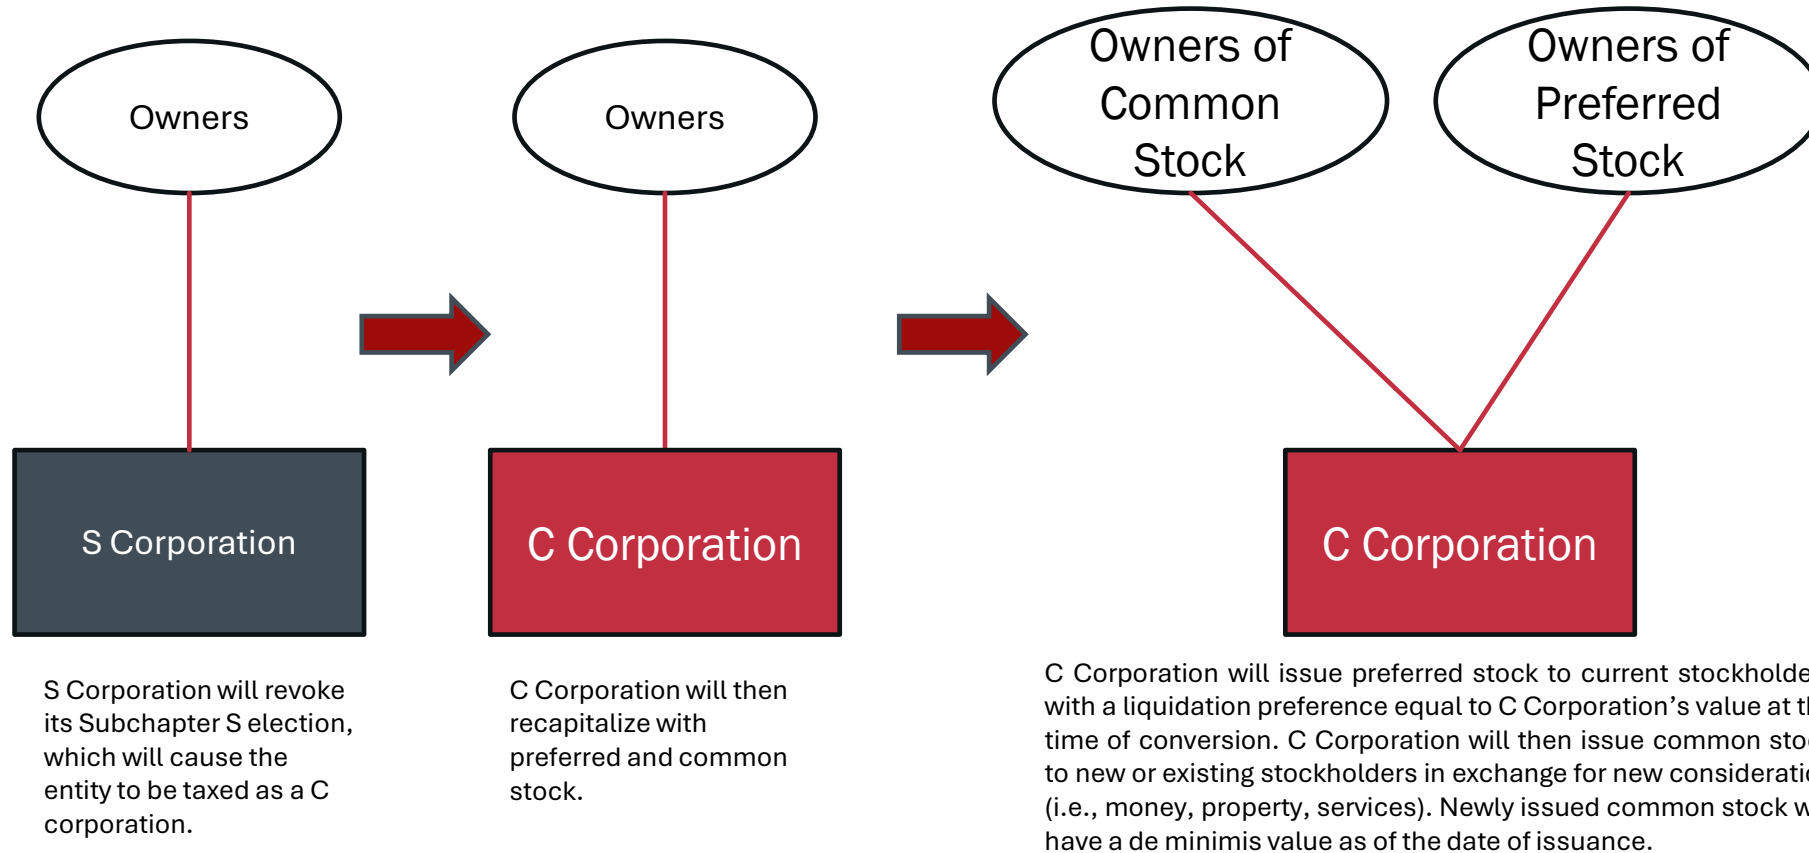 Owners
Owners
Owners of
Common
Stock
Owners of
Preferred
Stock
S Corporation
C Corporation
C Corporation
S Corporation will revoke
its Subchapter S election,
which will cause the
entity to be taxed as a C
corporation.
C Corporation will then
recapitalize with
preferred and common
stock.
C Corporation will issue preferred stock to current
with a liquidation preference equal to C Corporation's value at
time of conversion. C Corporation will then issue common
to new or existing stockholders in exchange for new
(i.e., money, property, services). Newly issued common stock
have a de minimis value as of the date of issuance.